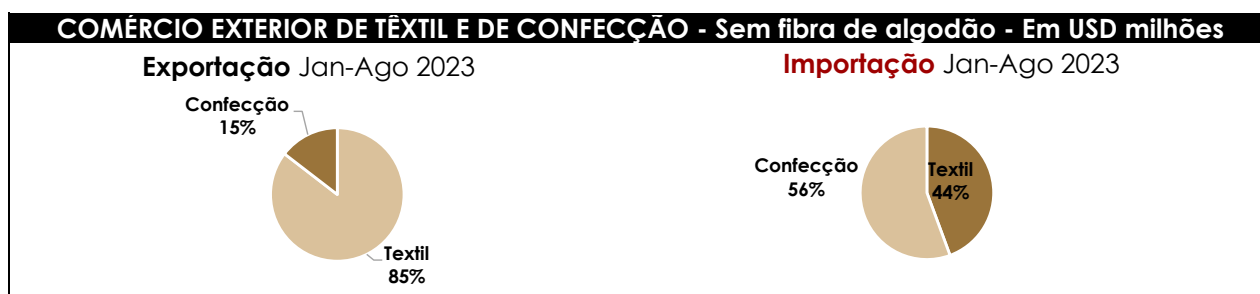 COMÉRCIO EXTERIOR DE TÊXTIL E DE CONFECÇÃO - Sem fibra de algodão - Em USD milhões
Exportação Jan-Ago 2023
Confecção
15%
Textil
85%
Importação Jan-Ago 2023
Confecção
56%
Textil
44%